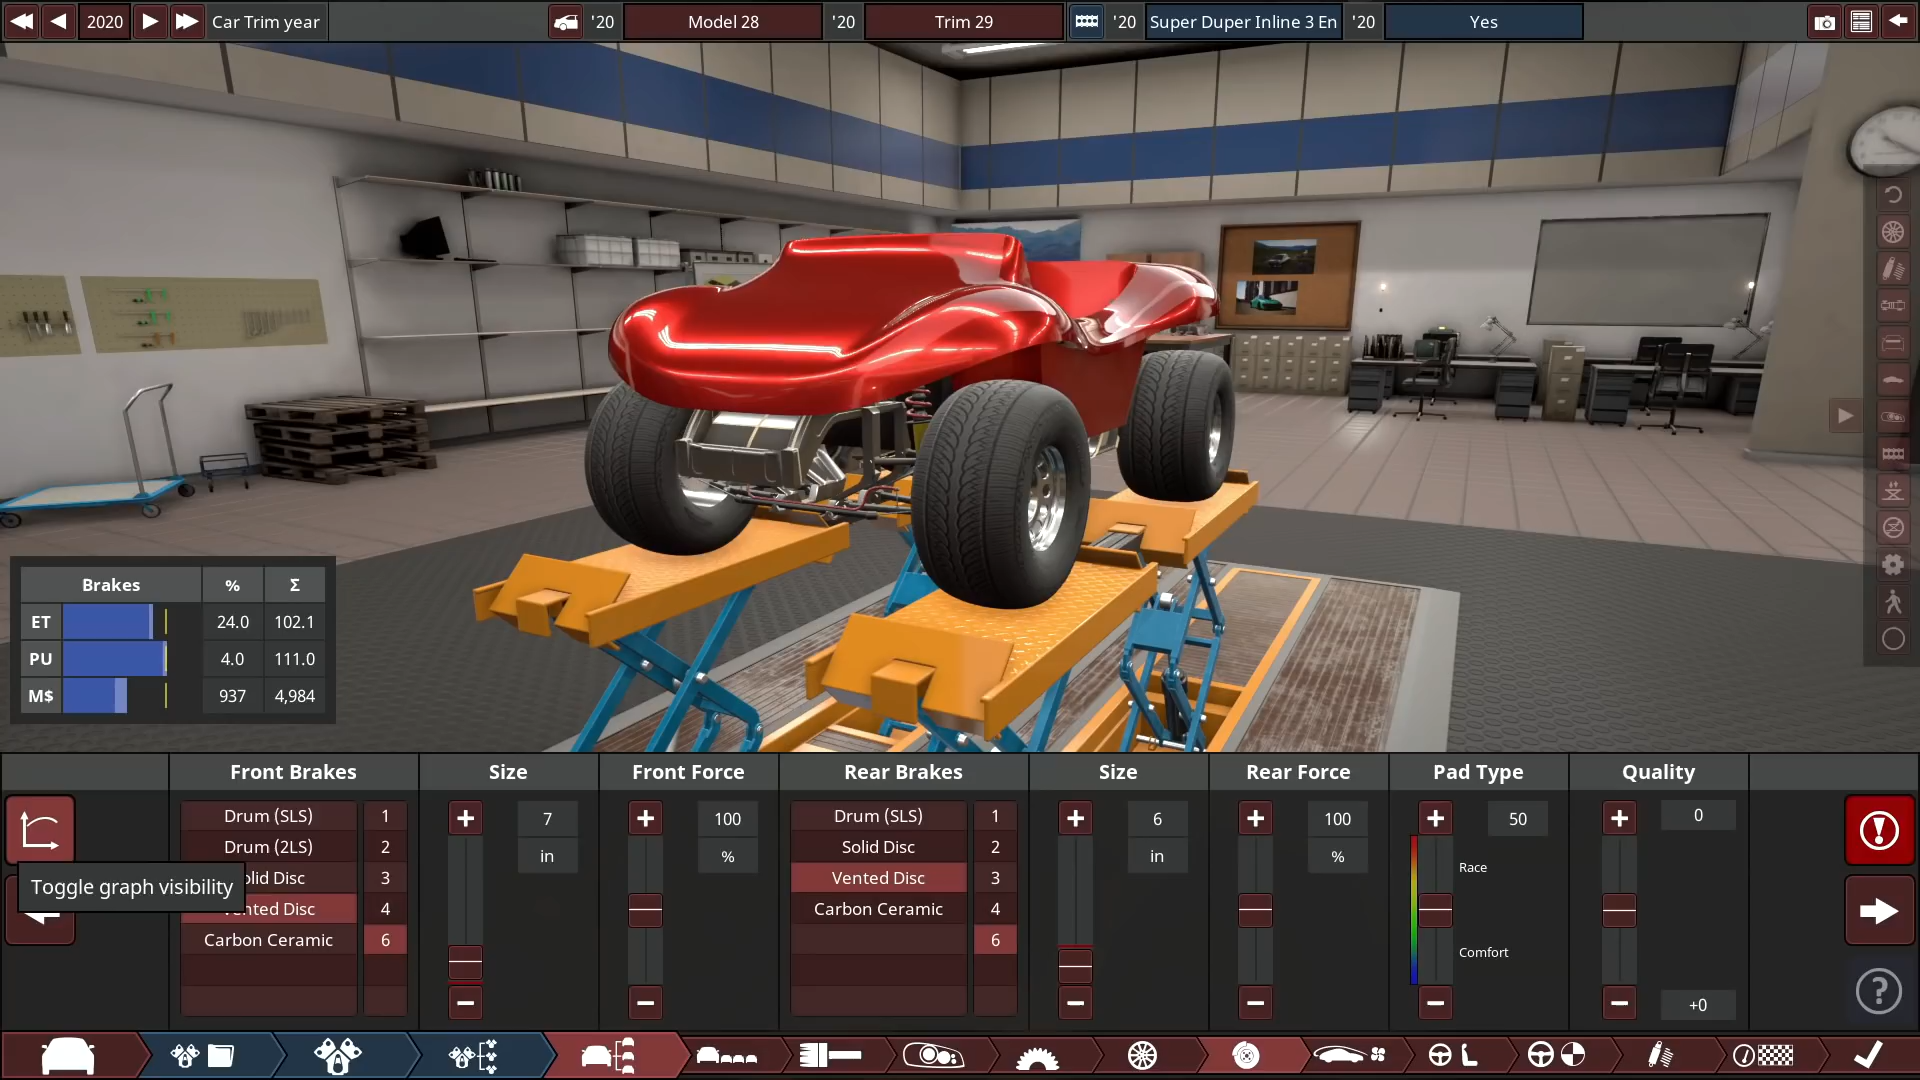 2020 Car Trim year '20 Model 28 '20 Trim 29 '20 Super Duper Inline 3 En '20 Yes
Brakes % Σ
ET 24.0 102.1
PU 4.0 111.0
M$ 937 4,984
Front Brakes Size Front Force Rear Brakes Size Rear Force Pad Type Quality
Drum (SLS) 1
Drum (2LS) 2
olid Disc 3
ented Disc 4
Carbon Ceramic 6
7
in
100
%
Drum (SLS) 1
Solid Disc 2
Vented Disc 3
Carbon Ceramic 4
6
6
in
100
%
50
Race
Comfort
0
+0
Toggle graph visibility